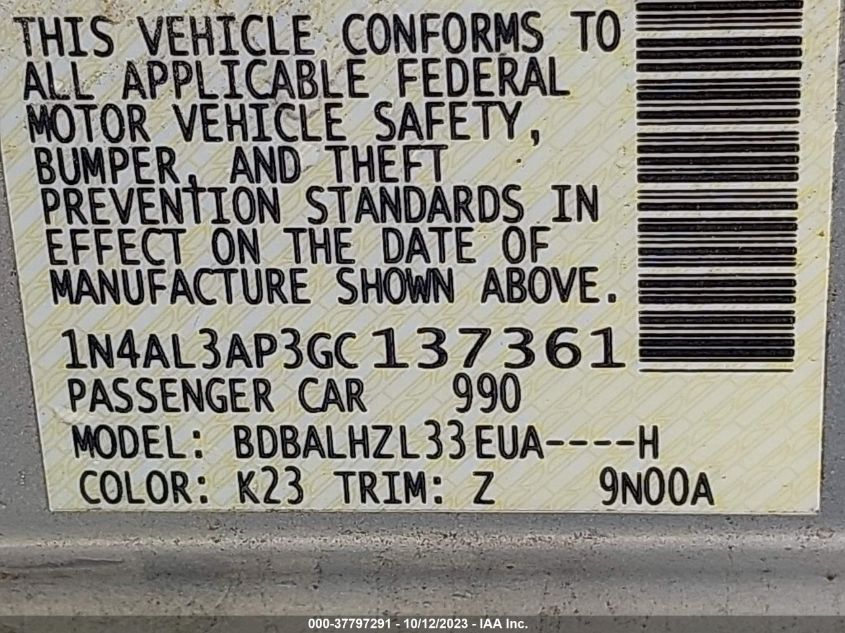 THIS VEHICLE CONFORMS TO
ALL APPLICABLE FEDERAL
MOTOR VEHICLE SAFETY,
BUMPER, AND THEFT
PREVENTION STANDARDS IN
EFFECT ON THE DATE OF
MANUFACTURE SHOWN ABOVE.
1N4AL3AP3GC137361
PASSENGER CAR 990
MODEL: BDBALHZL33EUA----H
COLOR: K23 TRIM: Z 9N00A
000-37797291 - 10/12/2023 - IAA Inc.